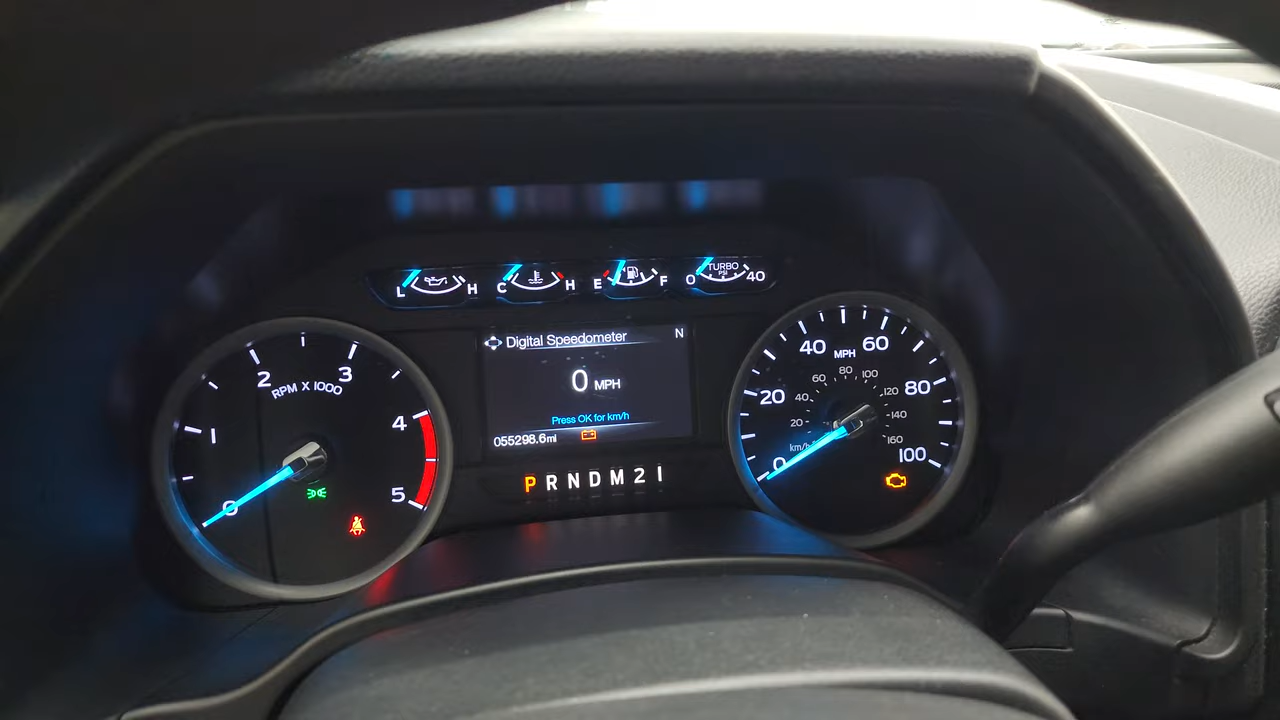 L H
C H
E F
0 TURBO PSI 40
Digital Speedometer N
0 MPH
Press OK for km/h
055298.6mi
P R N D M 2 1
0 1 2 3 4 5
RPM X 1000
0 20 40 60 80 100
MPH
20 40 60 80 100 120 140 160
km/h